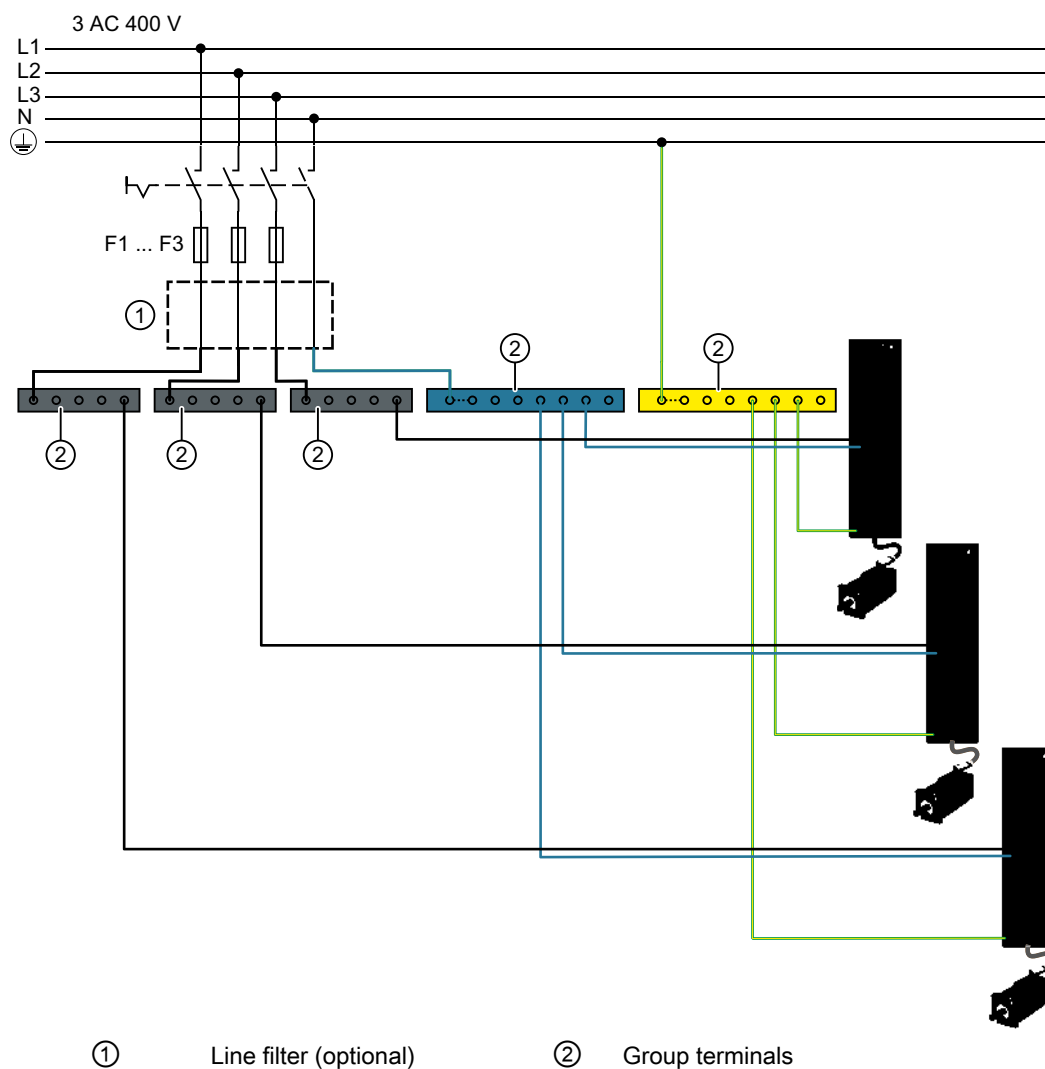 3 AC 400 V
L1
L2
L3
N
F1 ... F3
①
②
②
②
②
②
① Line filter (optional)
② Group terminals